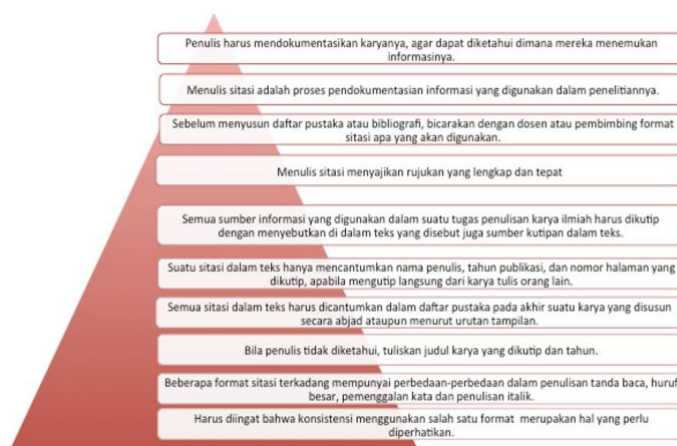 Penulis harus mendokumentasikan karyanya, agar dapat diketahui dimana mereka menemukan
informasinya.
Menulis sitasi adalah proses pendokumentasian informasi yang digunakan dalam penelitiannya.
Sebelum menyusun daftar pustaka atau bibliografi, bicarakan dengan dosen atau pembimbing format
sitasi apa yang akan digunakan.
Menulis sitasi menyajikan rujukan yang lengkap dan tepat
Semua sumber informasi yang digunakan dalam suatu tugas penulisan karya ilmiah harus dikutip
dengan menyebutkan di dalam teks yang disebut juga sumber kutipan dalam teks.
Suatu sitasi dalam teks hanya mencantumkan nama penulis, tahun publikasi, dan nomor halaman yang
dikutip, apabila mengutip langsung dari karya tulis orang lain.
Semua sitasi dalam teks harus dicantumkan dalam daftar pustaka pada akhir suatu karya yang disusun
secara abjad ataupun menurut urutan tampilan.
Bila penulis tidak diketahui, tuliskan judul karya yang dikutip dan tahun.
Beberapa format sitasi terkadang mempunyai perbedaan-perbedaan dalam penulisan tanda baca, huruf
besar, pemenggalan kata dan penulisan italik.
Harus diingat bahwa konsistensi menggunakan salah satu format merupakan hal yang perlu
diperhatikan.